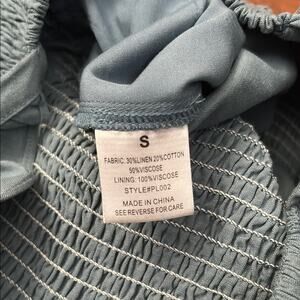 S
FABRIC: 30%LINEN 20%COTTON
50%VISCOSE
LINING: 100%VISCOSE
STYLE#PL002
MADE IN CHINA
SEE REVERSE FOR CARE